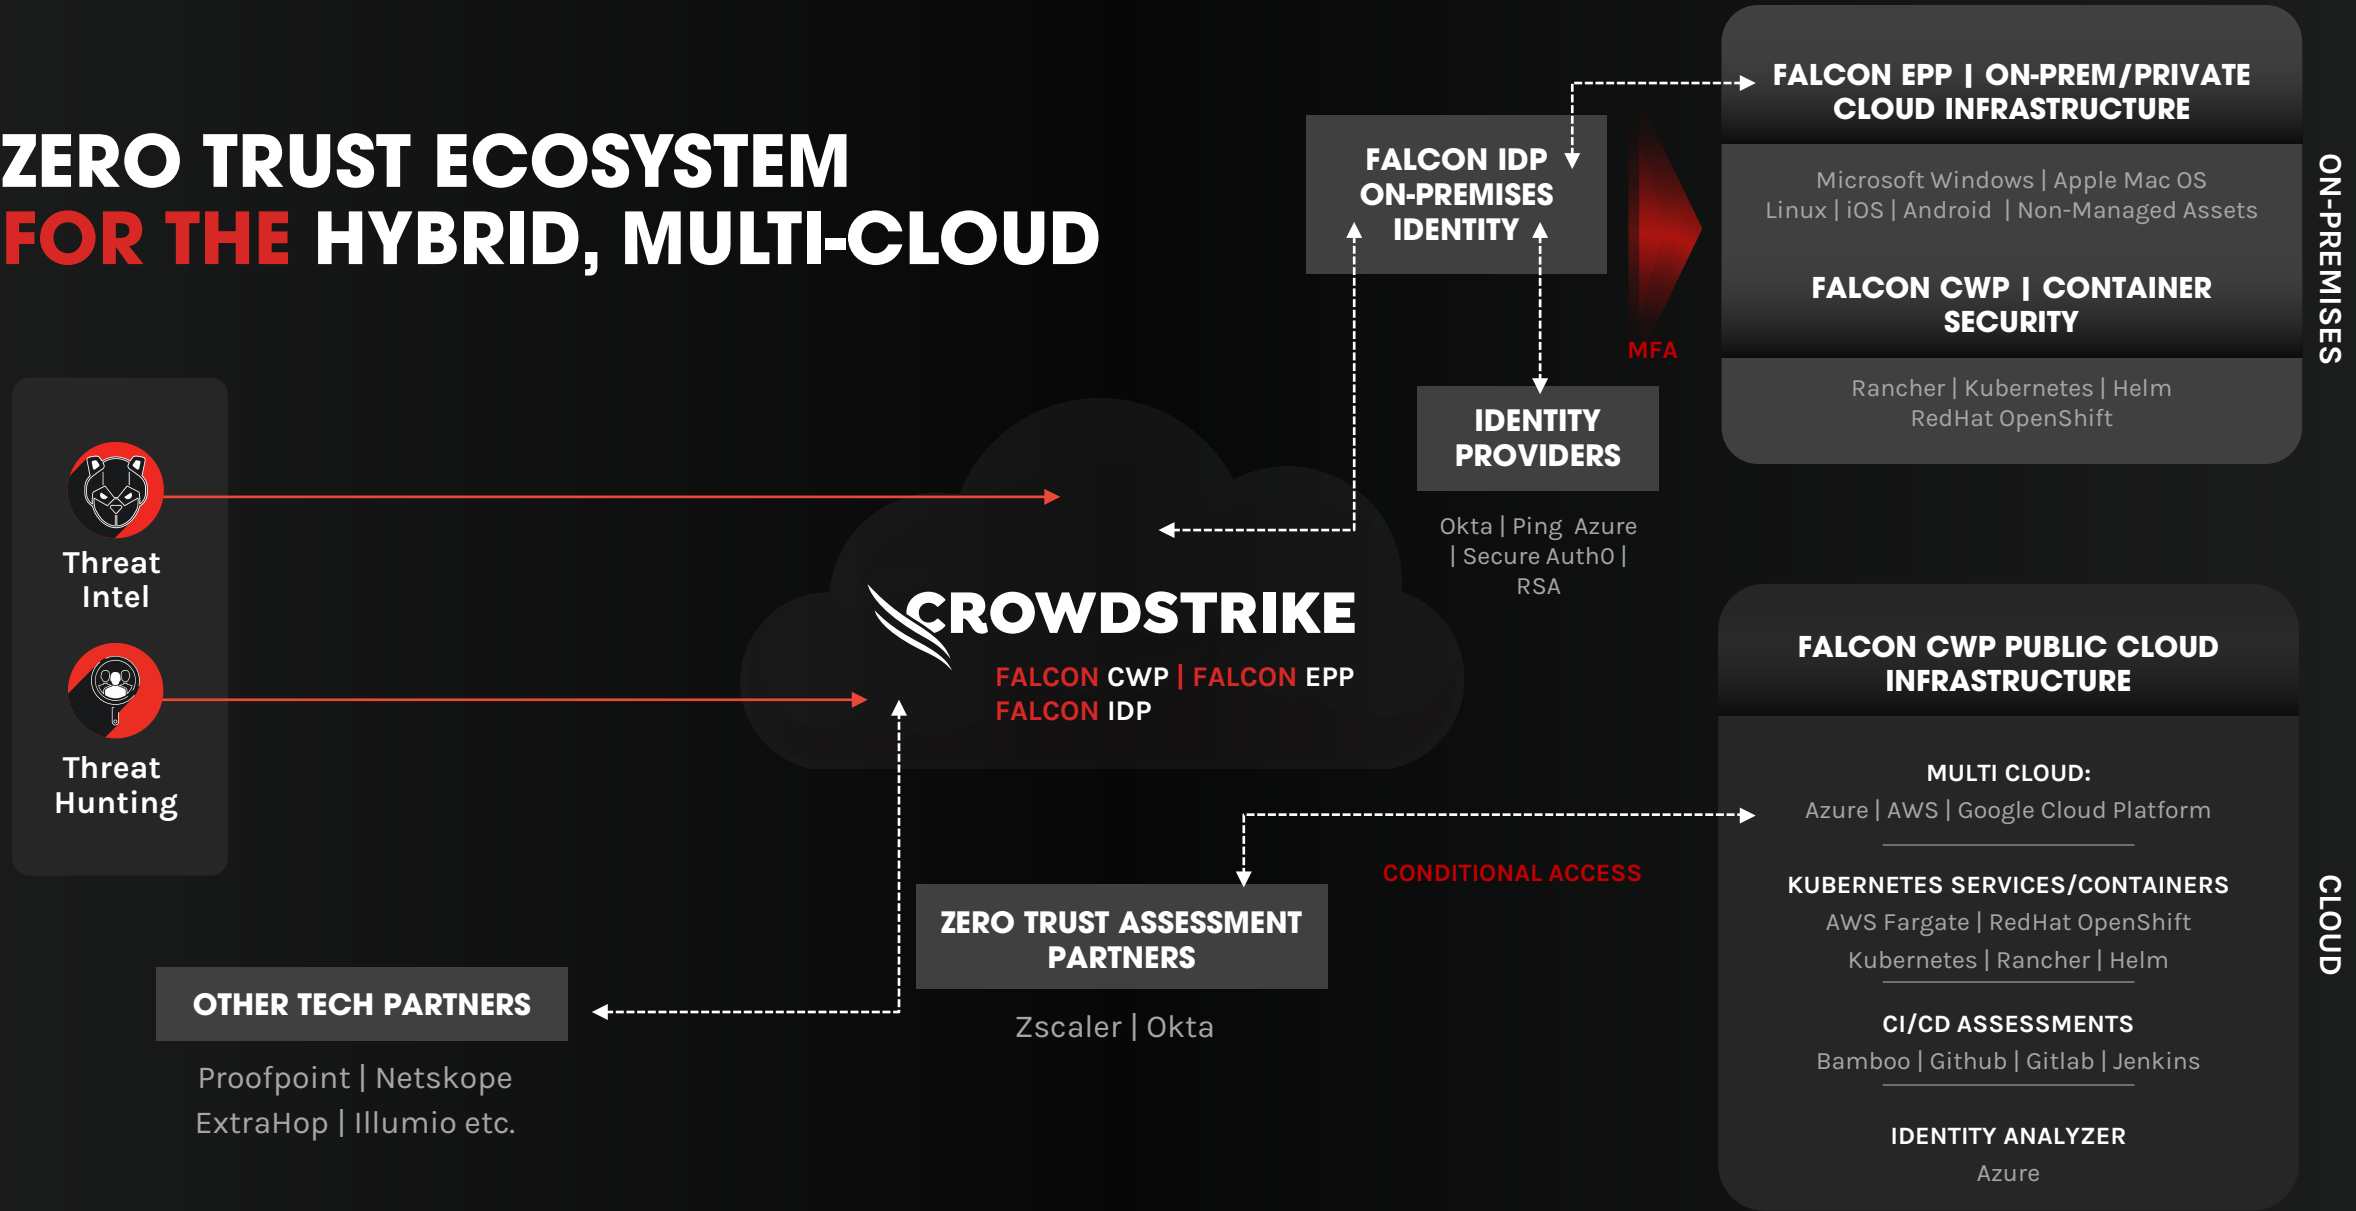 ZERO TRUST ECOSYSTEM
FOR THE HYBRID, MULTI-CLOUD
Threat
Intel
Threat
Hunting
CROWDSTRIKE
FALCON CWP | FALCON EPP
FALCON IDP
OTHER TECH PARTNERS
Proofpoint | Netskope
ExtraHop | Illumio etc.
ZERO TRUST ASSESSMENT
PARTNERS
Zscaler | Okta
CONDITIONAL ACCESS
FALCON IDP
ON-PREMISES
IDENTITY
MFA
IDENTITY
PROVIDERS
Okta | Ping  Azure
| Secure Auth0 |
RSA
FALCON EPP | ON-PREM/PRIVATE
CLOUD INFRASTRUCTURE
Microsoft Windows | Apple Mac OS
Linux | iOS | Android  | Non-Managed Assets
FALCON CWP | CONTAINER
SECURITY
Rancher | Kubernetes | Helm
RedHat OpenShift
ON-PREMISES
FALCON CWP PUBLIC CLOUD
INFRASTRUCTURE
MULTI CLOUD:
Azure | AWS | Google Cloud Platform
KUBERNETES SERVICES/CONTAINERS
AWS Fargate | RedHat OpenShift
Kubernetes | Rancher | Helm
CI/CD ASSESSMENTS
Bamboo | Github | Gitlab | Jenkins
IDENTITY ANALYZER
Azure
CLOUD